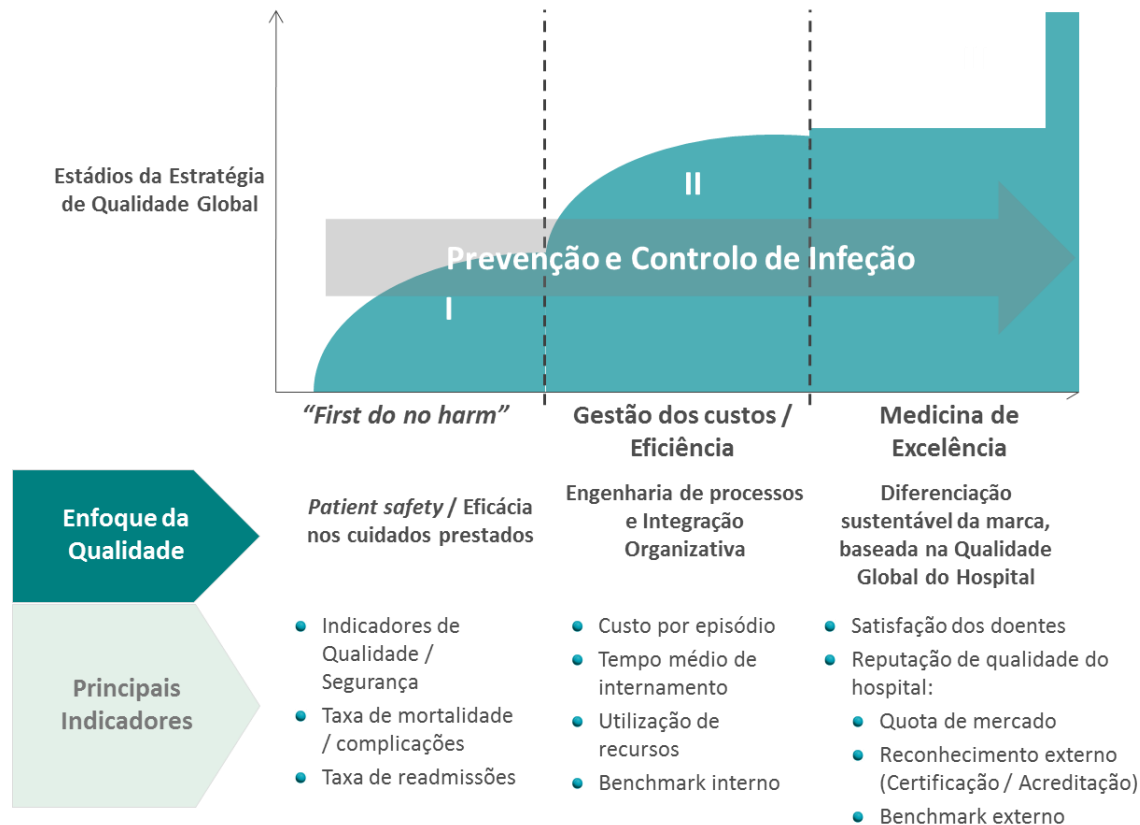 Estádios da Estratégia
de Qualidade Global
I
II
Prevenção e Controlo de Infeção
“First do no harm”
Gestão dos custos /
Eficiência
Medicina de
Excelência
Enfoque da
Qualidade
Patient safety / Eficácia
nos cuidados prestados
Engenharia de processos
e Integração
Organizativa
Diferenciação
sustentável da marca,
baseada na Qualidade
Global do Hospital
Principais
Indicadores
Indicadores de
Qualidade /
Segurança
Taxa de mortalidade
/ complicações
Taxa de readmissões
Custo por episódio
Tempo médio de
internamento
Utilização de
recursos
Benchmark interno
Satisfação dos doentes
Reputação de qualidade do
hospital:
Quota de mercado
Reconhecimento externo
(Certificação / Acreditação)
Benchmark externo